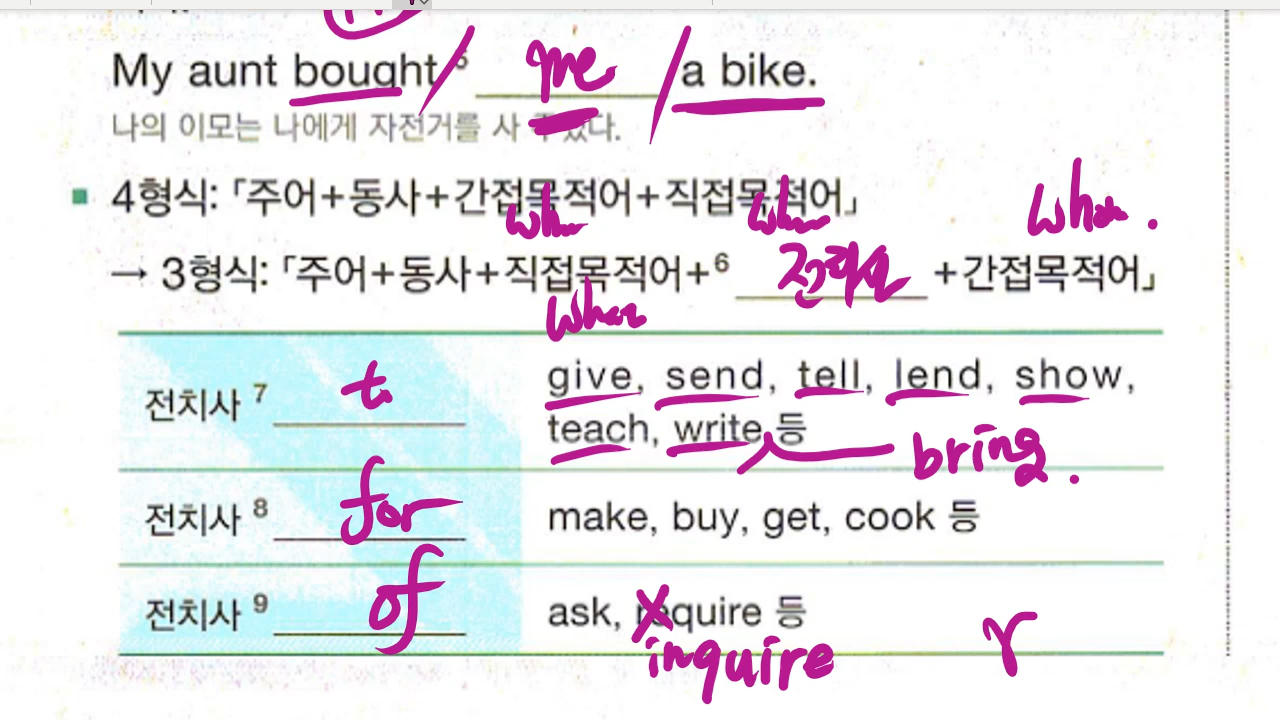 My aunt bought 5 me a bike.
나의 이모는 나에게 자전거를 사 주었다.
4형식: 「주어+동사+간접목적어+직접목적어」
→ 3형식: 「주어+동사+직접목적어+6 전치사 +간접목적어」
what
전치사 7 to give, send, tell, lend, show,
teach, write 등 bring.
전치사 8 for make, buy, get, cook 등
전치사 9 of ask, require 등
inquire r